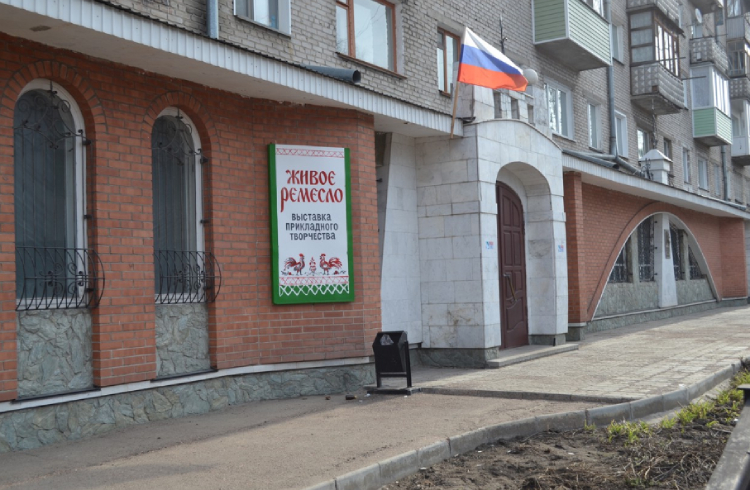 ЖИВОЕ
РЕМЕСЛО
ВЫСТАВКА
ПРИКЛАДНОГО
ТВОРЧЕСТВА